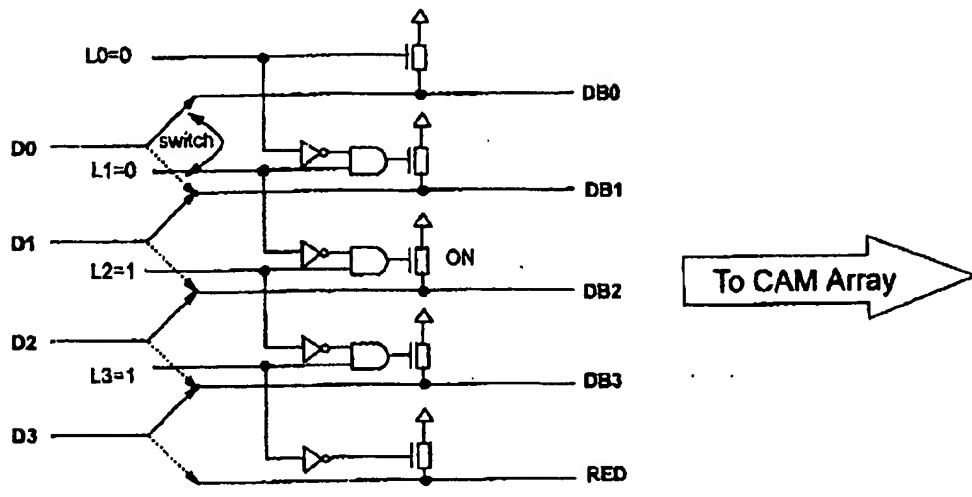 L0=0
DB0
D0
switch
L1=0
DB1
D1
ON
L2=1
DB2
To CAM Array
D2
L3=1
DB3
D3
RED